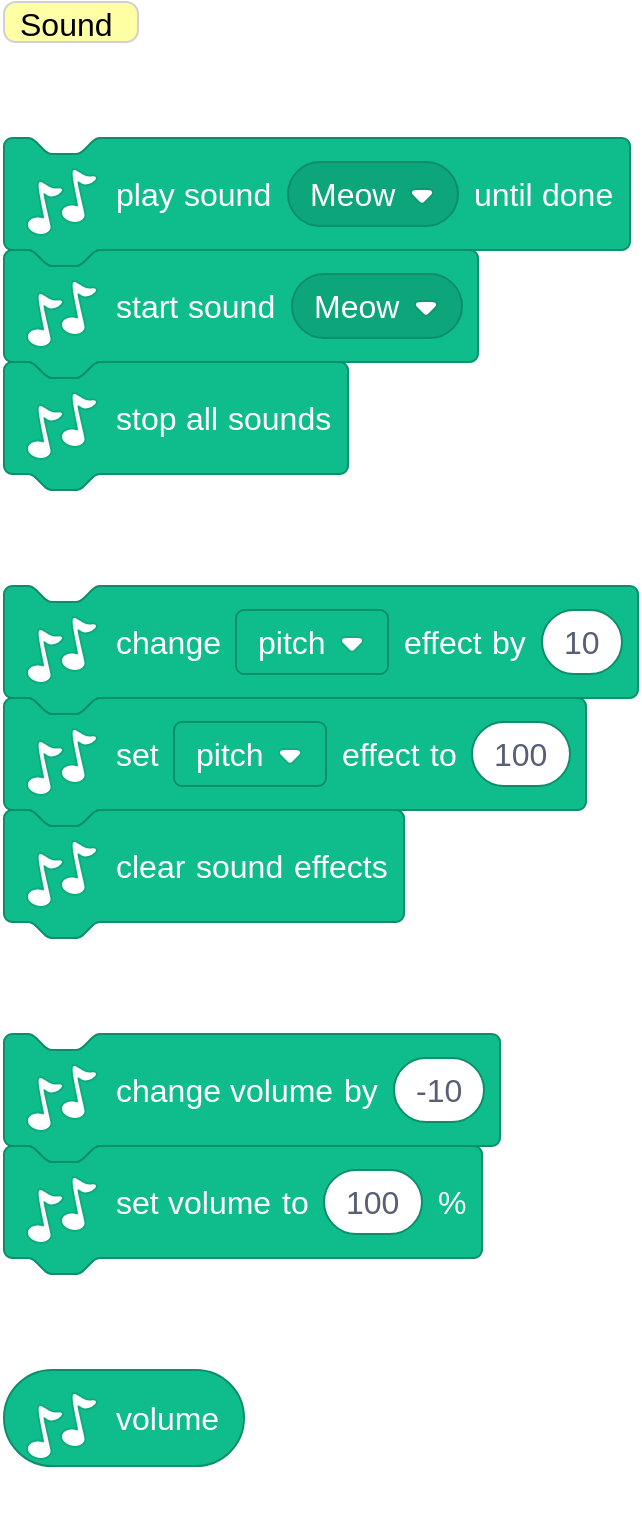 Sound
play sound Meow until done
start sound Meow
stop all sounds
change pitch effect by 10
set pitch effect to 100
clear sound effects
change volume by -10
set volume to 100 %
volume